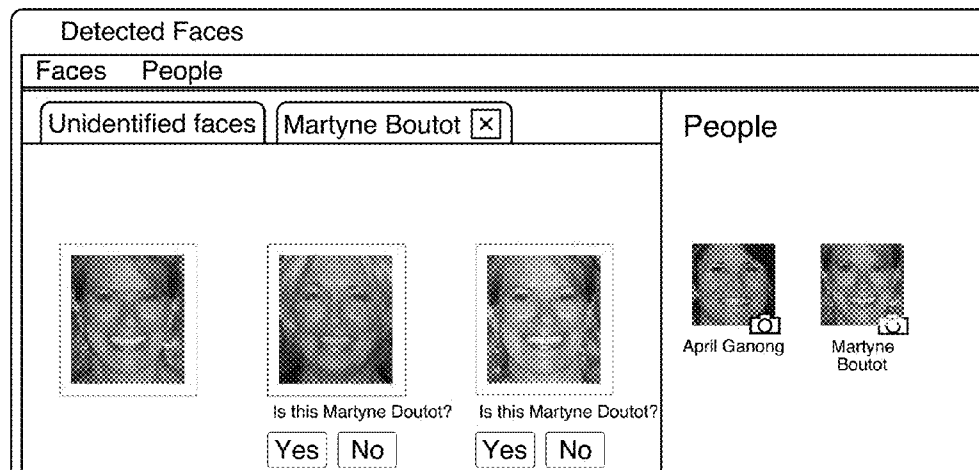 Detected Faces
Faces People
Unidentified faces
Martyne Boutot
People
Is this Martyne Doutot?
Yes No
Is this Martyne Doutot?
Yes No
April Ganong
Martyne
Boutot